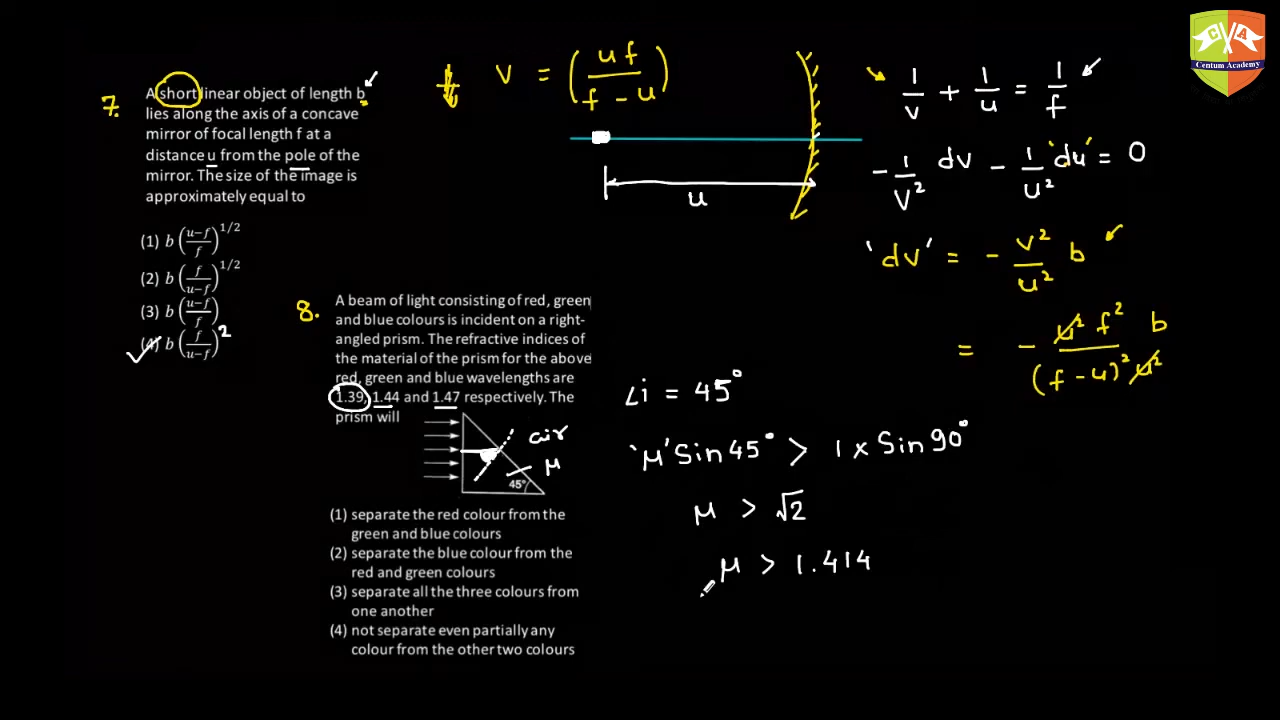 CA
Centum Academy
7.
A short linear object of length b
lies along the axis of a concave
mirror of focal length f at a
distance u from the pole of the
mirror. The size of the image is
approximately equal to
(1) b ((u−f)/f)^1/2
(2) b (f/(u−f))^1/2
(3) b ((u−f)/f)
(4) b (f/(u−f))^2
v = (uf/(f − u))
u
1/v + 1/u = 1/f
-1/v² dv − 1/u² 'du' = 0
'dv' = - v²/u² b
= - u² f²/((f − u)² u²) b
8.
A beam of light consisting of red, green
and blue colours is incident on a right-
angled prism. The refractive indices of
the material of the prism for the above
red, green and blue wavelengths are
1.39, 1.44 and 1.47 respectively. The
prism will
air
μ
45°
(1) separate the red colour from the
green and blue colours
(2) separate the blue colour from the
red and green colours
(3) separate all the three colours from
one another
(4) not separate even partially any
colour from the other two colours
∠i = 45°
'μ' Sin 45° > 1 × Sin 90°
μ > √2
μ > 1.414